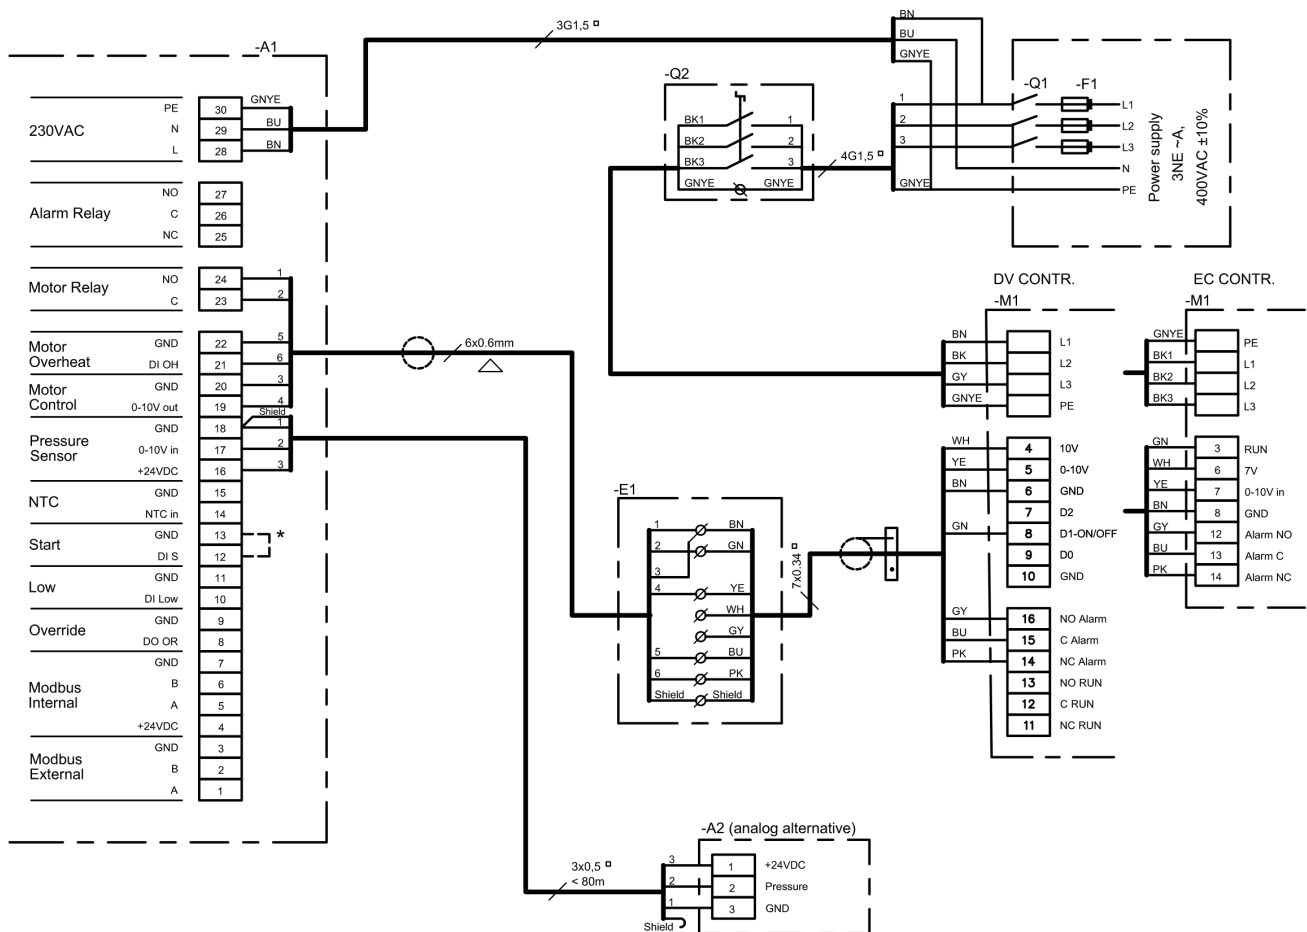 -A1
230VAC
PE 30 GNYE
N 29 BU
L 28 BN
Alarm Relay
NO 27
C 26
NC 25
Motor Relay
NO 24 1
C 23 2
Motor
Overheat
GND 22 5
DI OH 21 6
Motor
Control
GND 20 3
0-10V out 19 4
Shield
Pressure
Sensor
GND 18 1
0-10V in 17 2
+24VDC 16 3
NTC
GND 15
NTC in 14
Start
GND 13 *
DI S 12
Low
GND 11
DI Low 10
Override
GND 9
DO OR 8
Modbus
Internal
GND 7
B 6
A 5
+24VDC 4
Modbus
External
GND 3
B 2
A 1
3G1,5
BN
BU
GNYE
-Q2
BK1 1
BK2 2
BK3 3
GNYE GNYE
4G1,5
1
2
3
GNYE
-Q1 -F1
L1
L2
L3
N
PE
Power supply
3NE ~A,
400VAC ±10%
6x0.6mm
-E1
1 BN
2 GN
3
4 YE
WH
GY
5 BU
6 PK
Shield Shield
7x0.34
DV CONTR.
-M1
BN L1
BK L2
GY L3
GNYE PE
WH 4 10V
YE 5 0-10V
BN 6 GND
7 D2
GN 8 D1-ON/OFF
9 D0
10 GND
GY 16 NO Alarm
BU 15 C Alarm
PK 14 NC Alarm
13 NO RUN
12 C RUN
11 NC RUN
EC CONTR.
-M1
GNYE PE
BK1 L1
BK2 L2
BK3 L3
GN 3 RUN
WH 6 7V
YE 7 0-10V in
BN 8 GND
GY 12 Alarm NO
BU 13 Alarm C
PK 14 Alarm NC
-A2 (analog alternative)
3x0,5
< 80m
3 1 +24VDC
2 2 Pressure
1 3 GND
Shield